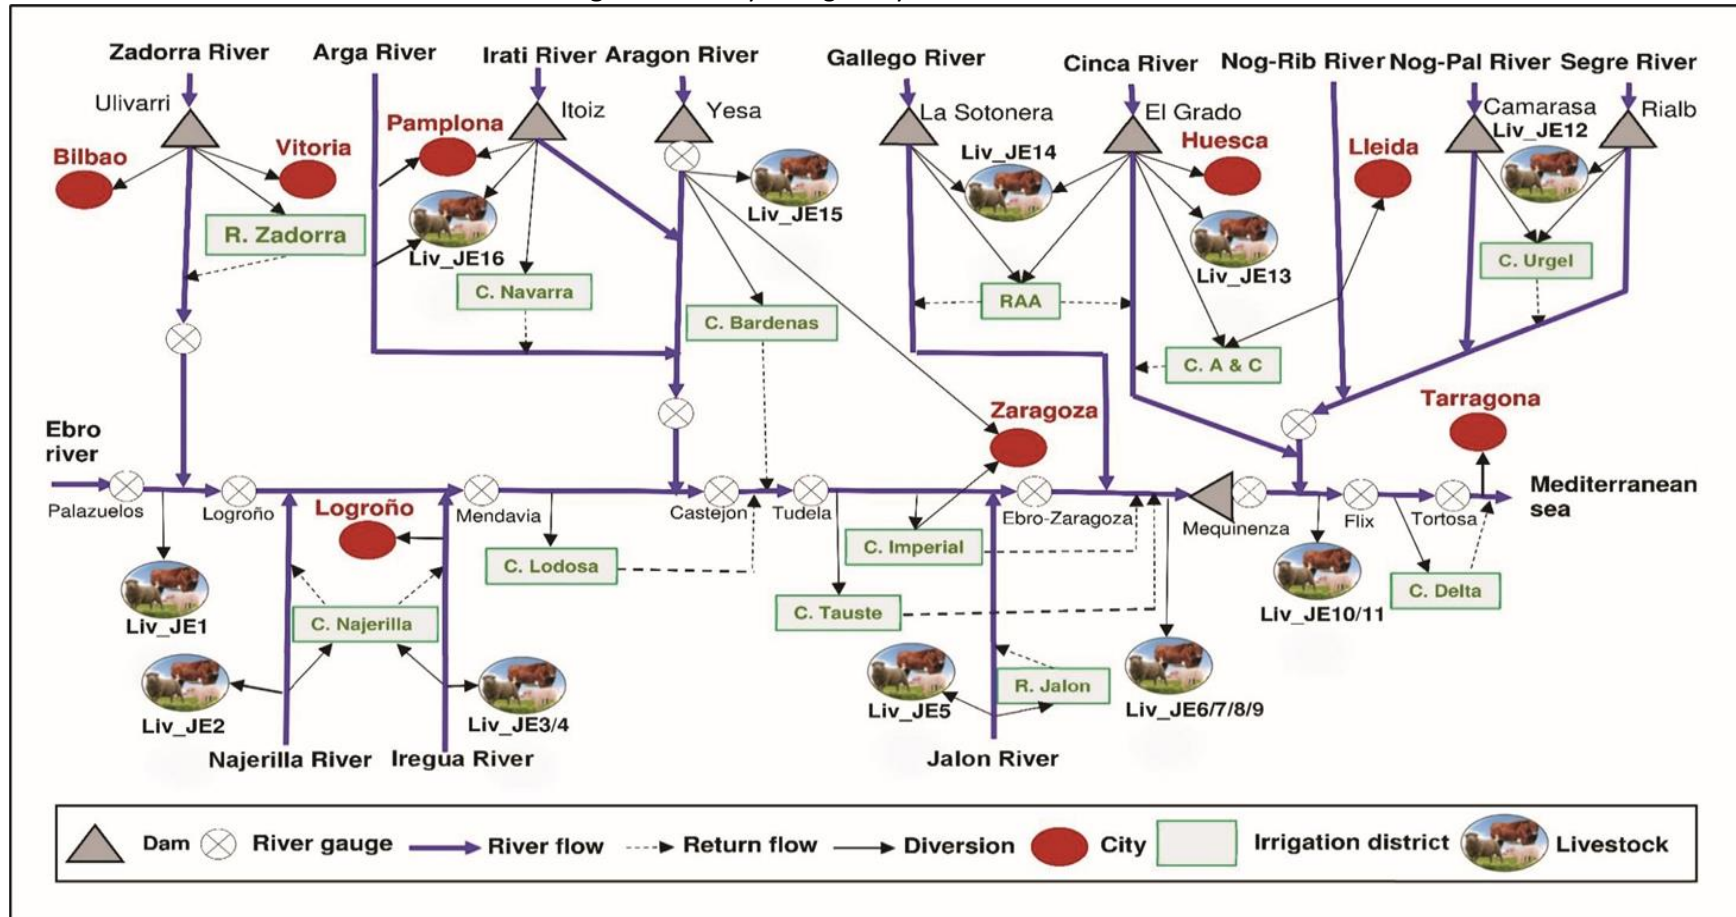 Zadorra River
Arga River
Irati River
Aragon River
Gallego River
Cinca River
Nog-Rib River
Nog-Pal River
Segre River
Ulivarri
Itoiz
Yesa
La Sotonera
El Grado
Camarasa
Rialb
Bilbao
Vitoria
Pamplona
Huesca
Lleida
Liv_JE12
Liv_JE14
Liv_JE15
R. Zadorra
Liv_JE16
Liv_JE13
C. Urgel
C. Navarra
RAA
C. Bardenas
C. A & C
Zaragoza
Tarragona
Ebro
river
Palazuelos
Logroño
Mendavia
Castejon
Tudela
Ebro-Zaragoza
Mequinenza
Flix
Tortosa
Mediterranean
sea
Logroño
C. Lodosa
C. Imperial
C. Tauste
C. Delta
Liv_JE1
C. Najerilla
Liv_JE10/11
Liv_JE2
Liv_JE3/4
Liv_JE5
R. Jalon
Liv_JE6/7/8/9
Najerilla River
Iregua River
Jalon River
Dam
River gauge
River flow
Return flow
Diversion
City
Irrigation district
Livestock